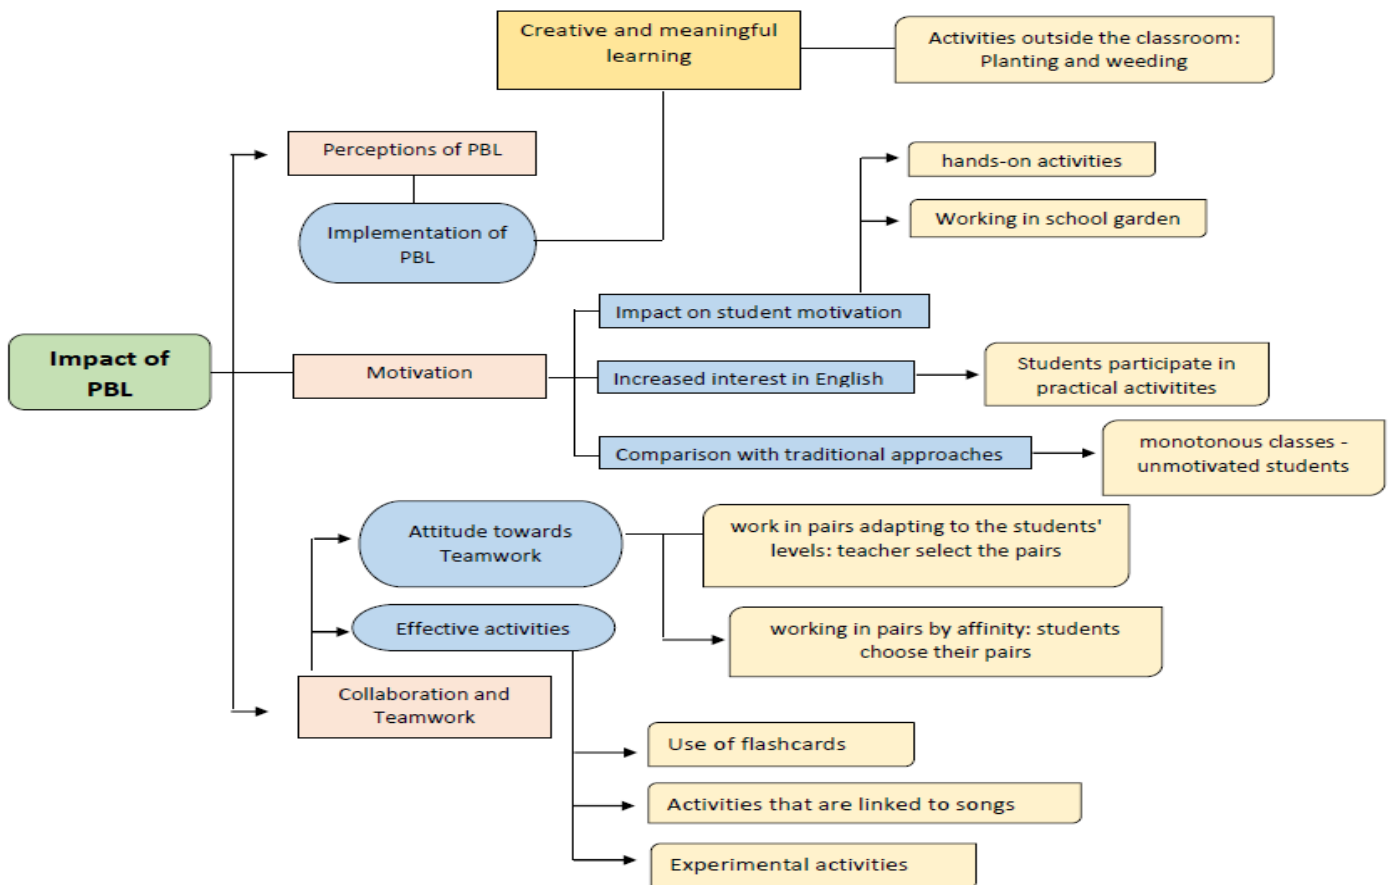 Creative and meaningful
learning
Activities outside the classroom:
Planting and weeding
Perceptions of PBL
Implementation of
PBL
hands-on activities
Working in school garden
Impact on student motivation
Impact of
PBL
Motivation
Increased interest in English
Students participate in
practical activitites
Comparison with traditional approaches
monotonous classes -
unmotivated students
Attitude towards
Teamwork
work in pairs adapting to the students'
levels: teacher select the pairs
Effective activities
working in pairs by affinity: students
choose their pairs
Collaboration and
Teamwork
Use of flashcards
Activities that are linked to songs
Experimental activities